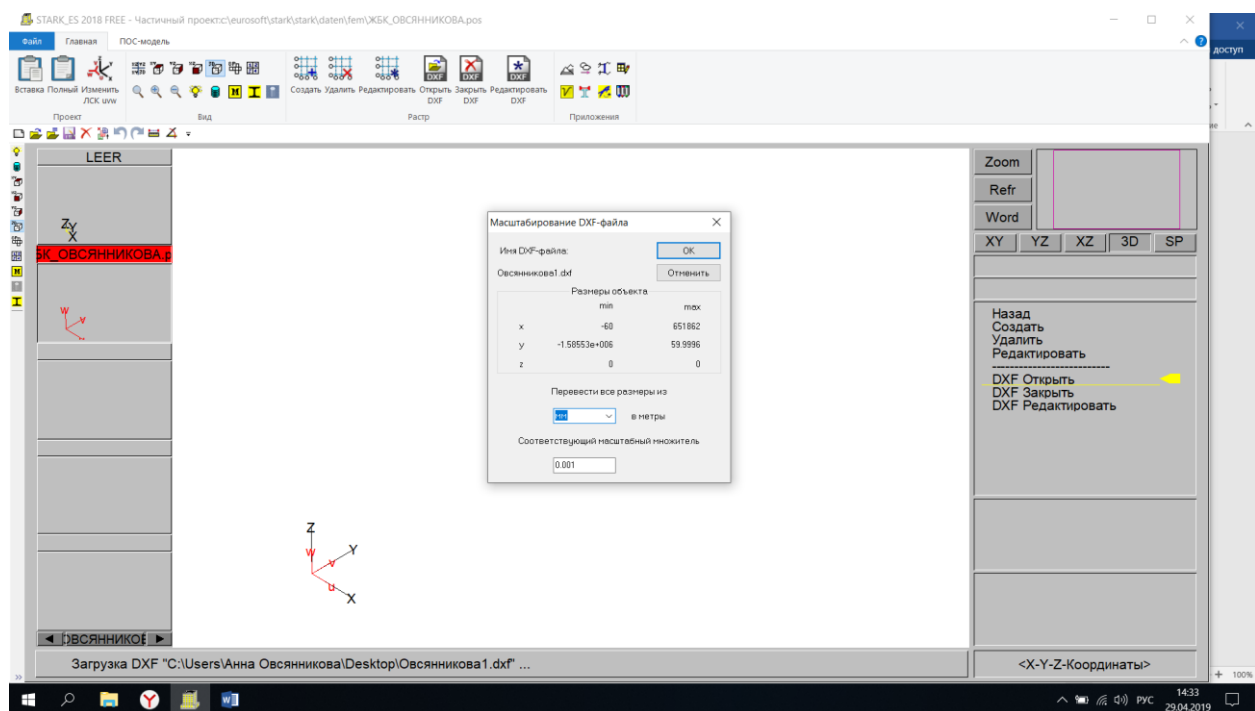 STARK_ES 2018 FREE - Частичный проект:c:\eurosoft\stark\stark\daten\fem\ЖБК_ОВСЯННИКОВА.pos
Файл Главная ПОС-модель
доступ
Вставка Полный Изменить ЛСК uvw
Создать Удалить Редактировать Открыть DXF Закрыть DXF Редактировать DXF
Проект Вид Растр Приложения
LEER
Z Y
X
БК_ОВСЯННИКОВА.р
W V
ОВСЯННИКОВ
Z
W V Y
u X
Масштабирование DXF-файла
Имя DXF-файла:
OK
Овсянникова1.dxf
Отменить
Размеры объекта
min max
x -60 651862
y -1.58553e+006 59.9996
z 0 0
Перевести все размеры из
мм в метры
Соответствующий масштабный множитель
0.001
Zoom
Refr
Word
XY YZ XZ 3D SP
Назад
Создать
Удалить
Редактировать
---------------------------
DXF Открыть
DXF Закрыть
DXF Редактировать
Загрузка DXF "C:\Users\Анна Овсянникова\Desktop\Овсянникова1.dxf" ...
<X-Y-Z-Координаты>
+ 100%
РУС
14:33
29.04.2019